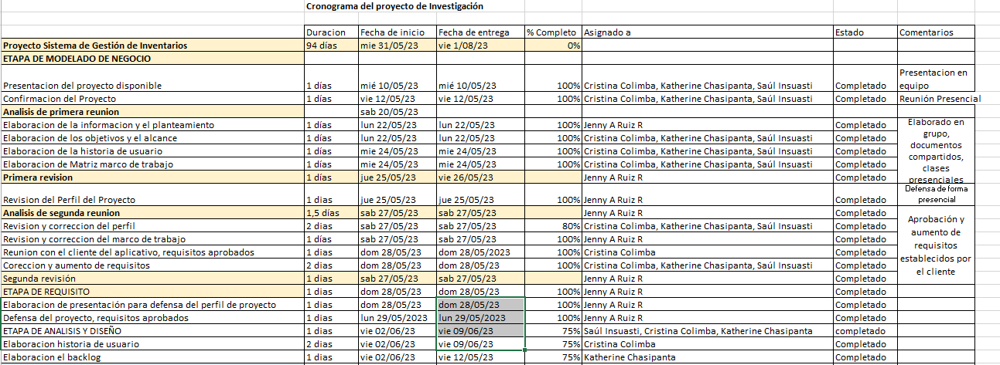 Cronograma del proyecto de Investigación
Duracion Fecha de inicio Fecha de entrega % Completo Asignado a Estado Comentarios
Proyecto Sistema de Gestión de Inventarios 94 días mie 31/05/23 vie 1/08/23 0%
ETAPA DE MODELADO DE NEGOCIO
Presentacion del proyecto disponible 1 días mié 10/05/23 mié 10/05/23 100% Cristina Colimba, Katherine Chasipanta, Saúl Insuasti Completado Presentacion en equipo
Confirmacion del Proyecto 1 días vie 12/05/23 vie 12/05/23 100% Cristina Colimba, Katherine Chasipanta, Saúl Insuasti Completado Reunión Presencial
Analisis de primera reunion sab 20/05/23
Elaboracion de la informacion y el planteamiento 1 días lun 22/05/23 lun 22/05/23 100% Jenny A Ruiz R Completado
Elaboracion de los objetivos y el alcance 1 días lun 22/05/23 lun 22/05/23 100% Cristina Colimba, Katherine Chasipanta, Saúl Insuasti Completado
Elaboracion de la historia de usuario 1 días mie 24/05/23 mie 24/05/23 100% Cristina Colimba, Katherine Chasipanta, Saúl Insuasti Completado
Elaboracion de Matriz marco de trabajo 1 días mie 24/05/23 mie 24/05/23 100% Cristina Colimba, Katherine Chasipanta, Saúl Insuasti Completado
Elaborado en
grupo,
documentos
compartidos,
clases
presenciales
Primera revision 1 días jue 25/05/23 vie 26/05/23 Jenny A Ruiz R Completado
Revision del Perfil del Proyecto 1 dias jue 25/05/23 jue 25/05/23 100% Jenny A Ruiz R Completado
Defensa de forma
presencial
Analisis de segunda reunion 1,5 días sab 27/05/23 sab 27/05/23 Jenny A Ruiz R Completado
Revision y correccion del perfil 2 dias sab 27/05/23 sab 27/05/23 80% Cristina Colimba, Katherine Chasipanta, Saúl Insuasti Completado
Revision y correccion del marco de trabajo 1 días sab 27/05/23 sab 27/05/23 100% Jenny A Ruiz R Completado
Reunion con el cliente del aplicativo, requisitos aprobados 1 dias dom 28/05/23 dom 28/05/2023 100% Cristina Colimba Completado
Coreccion y aumento de requisitos 2 dias dom 28/05/23 dom 28/05/23 100% Cristina Colimba, Katherine Chasipanta, Saúl Insuasti Completado
Aprobación y
aumento de
requisitos
establecidos por
el cliente
Segunda revisión 1 dias sab 27/05/23 sab 27/05/23 Jenny A Ruiz R Completado
ETAPA DE REQUISITO 1 dias dom 28/05/23 dom 28/05/23 100% Jenny A Ruiz R Completado
Elaboracion de presentación para defensa del perfil de proyecto 1 dias dom 28/05/23 dom 28/05/23 100% Jenny A Ruiz R Completado
Defensa del proyecto, requisitos aprobados 1 dias lun 29/05/2023 lun 29/05/2023 100% Jenny A Ruiz R Completado
ETAPA DE ANALISIS Y DISEÑO 1 dias vie 02/06/23 vie 09/06/23 75% Saúl Insuasti, Cristina Colimba, Katherine Chasipanta completado
Elaboracion historia de usuario 2 dias vie 02/06/23 vie 09/06/23 75% Cristina Colimba Completado
Elaboracion el backlog 1 dias vie 02/06/23 vie 12/05/23 75% Katherine Chasipanta Completado